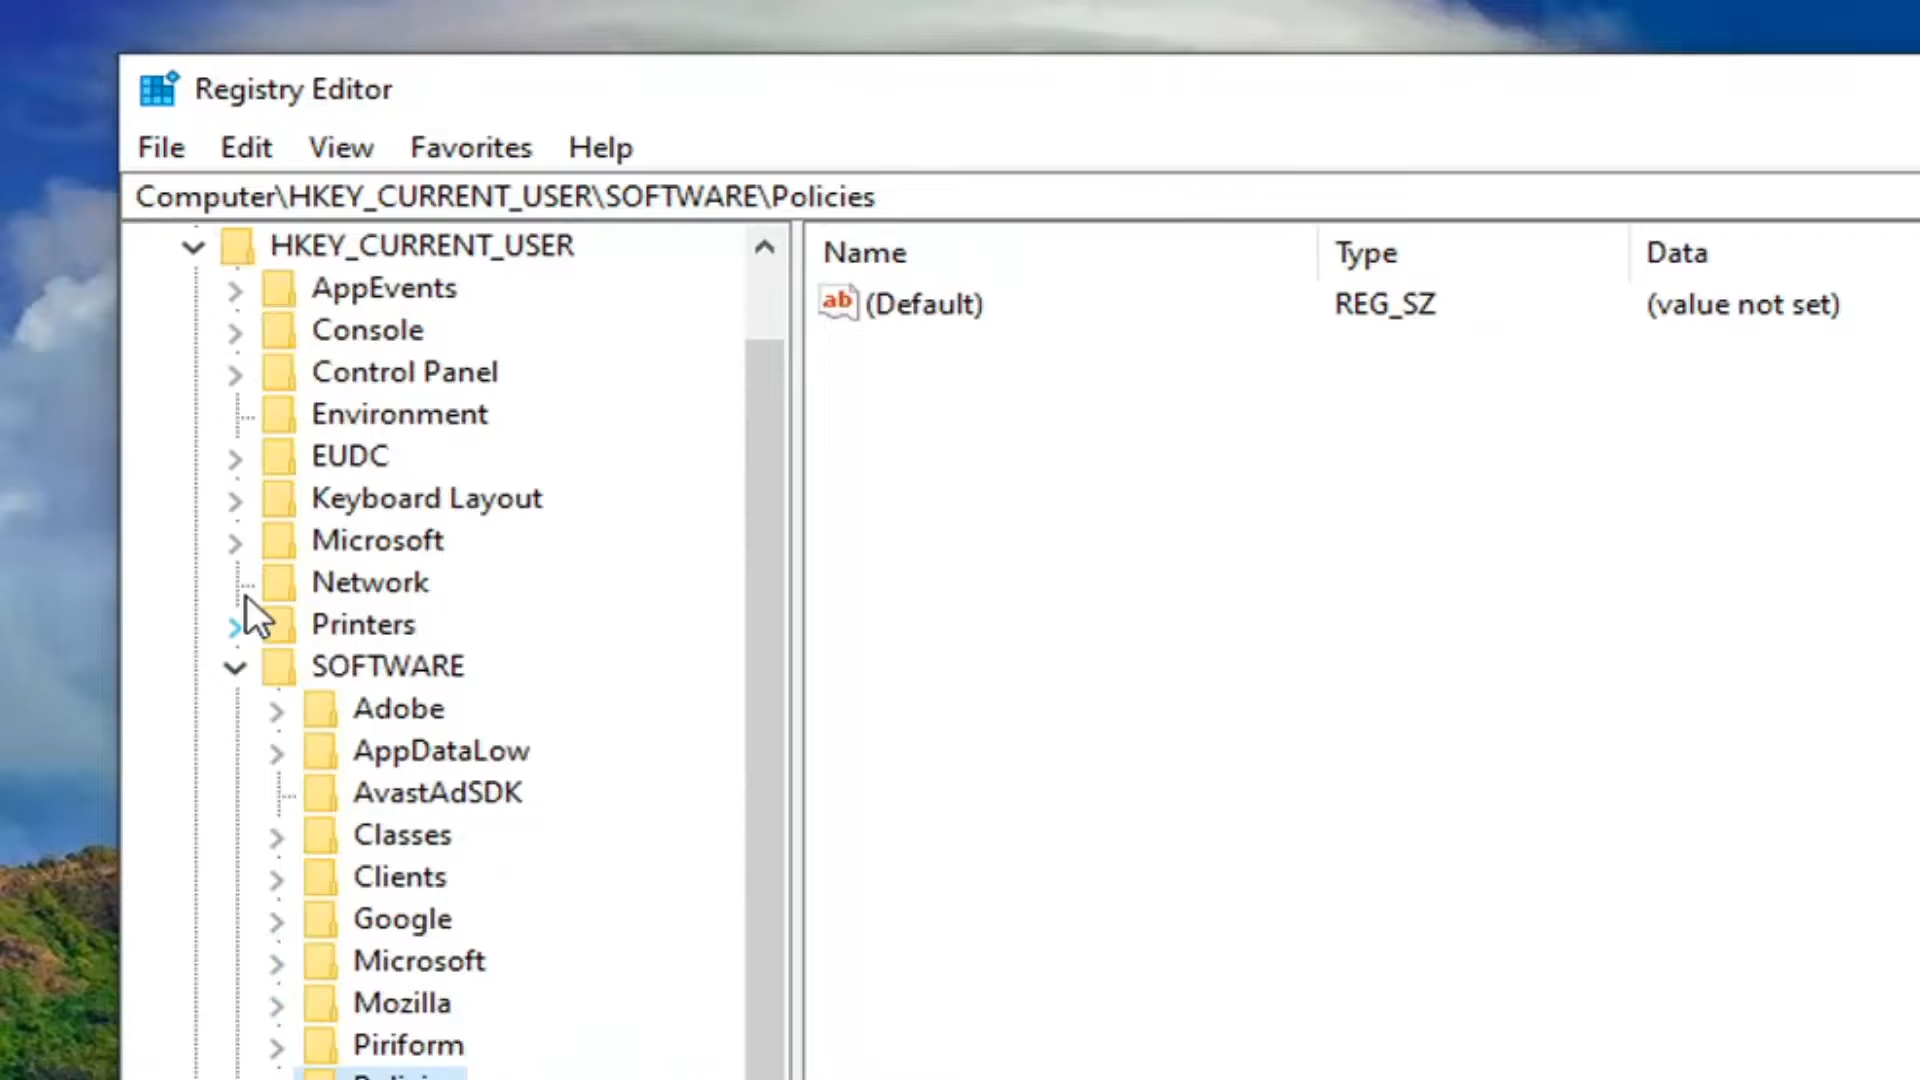 Registry Editor
File Edit View Favorites Help
Computer\HKEY_CURRENT_USER\SOFTWARE\Policies
HKEY_CURRENT_USER
AppEvents
Console
Control Panel
Environment
EUDC
Keyboard Layout
Microsoft
Network
Printers
SOFTWARE
Adobe
AppDataLow
AvastAdSDK
Classes
Clients
Google
Microsoft
Mozilla
Piriform
Name Type Data
ab (Default) REG_SZ (value not set)